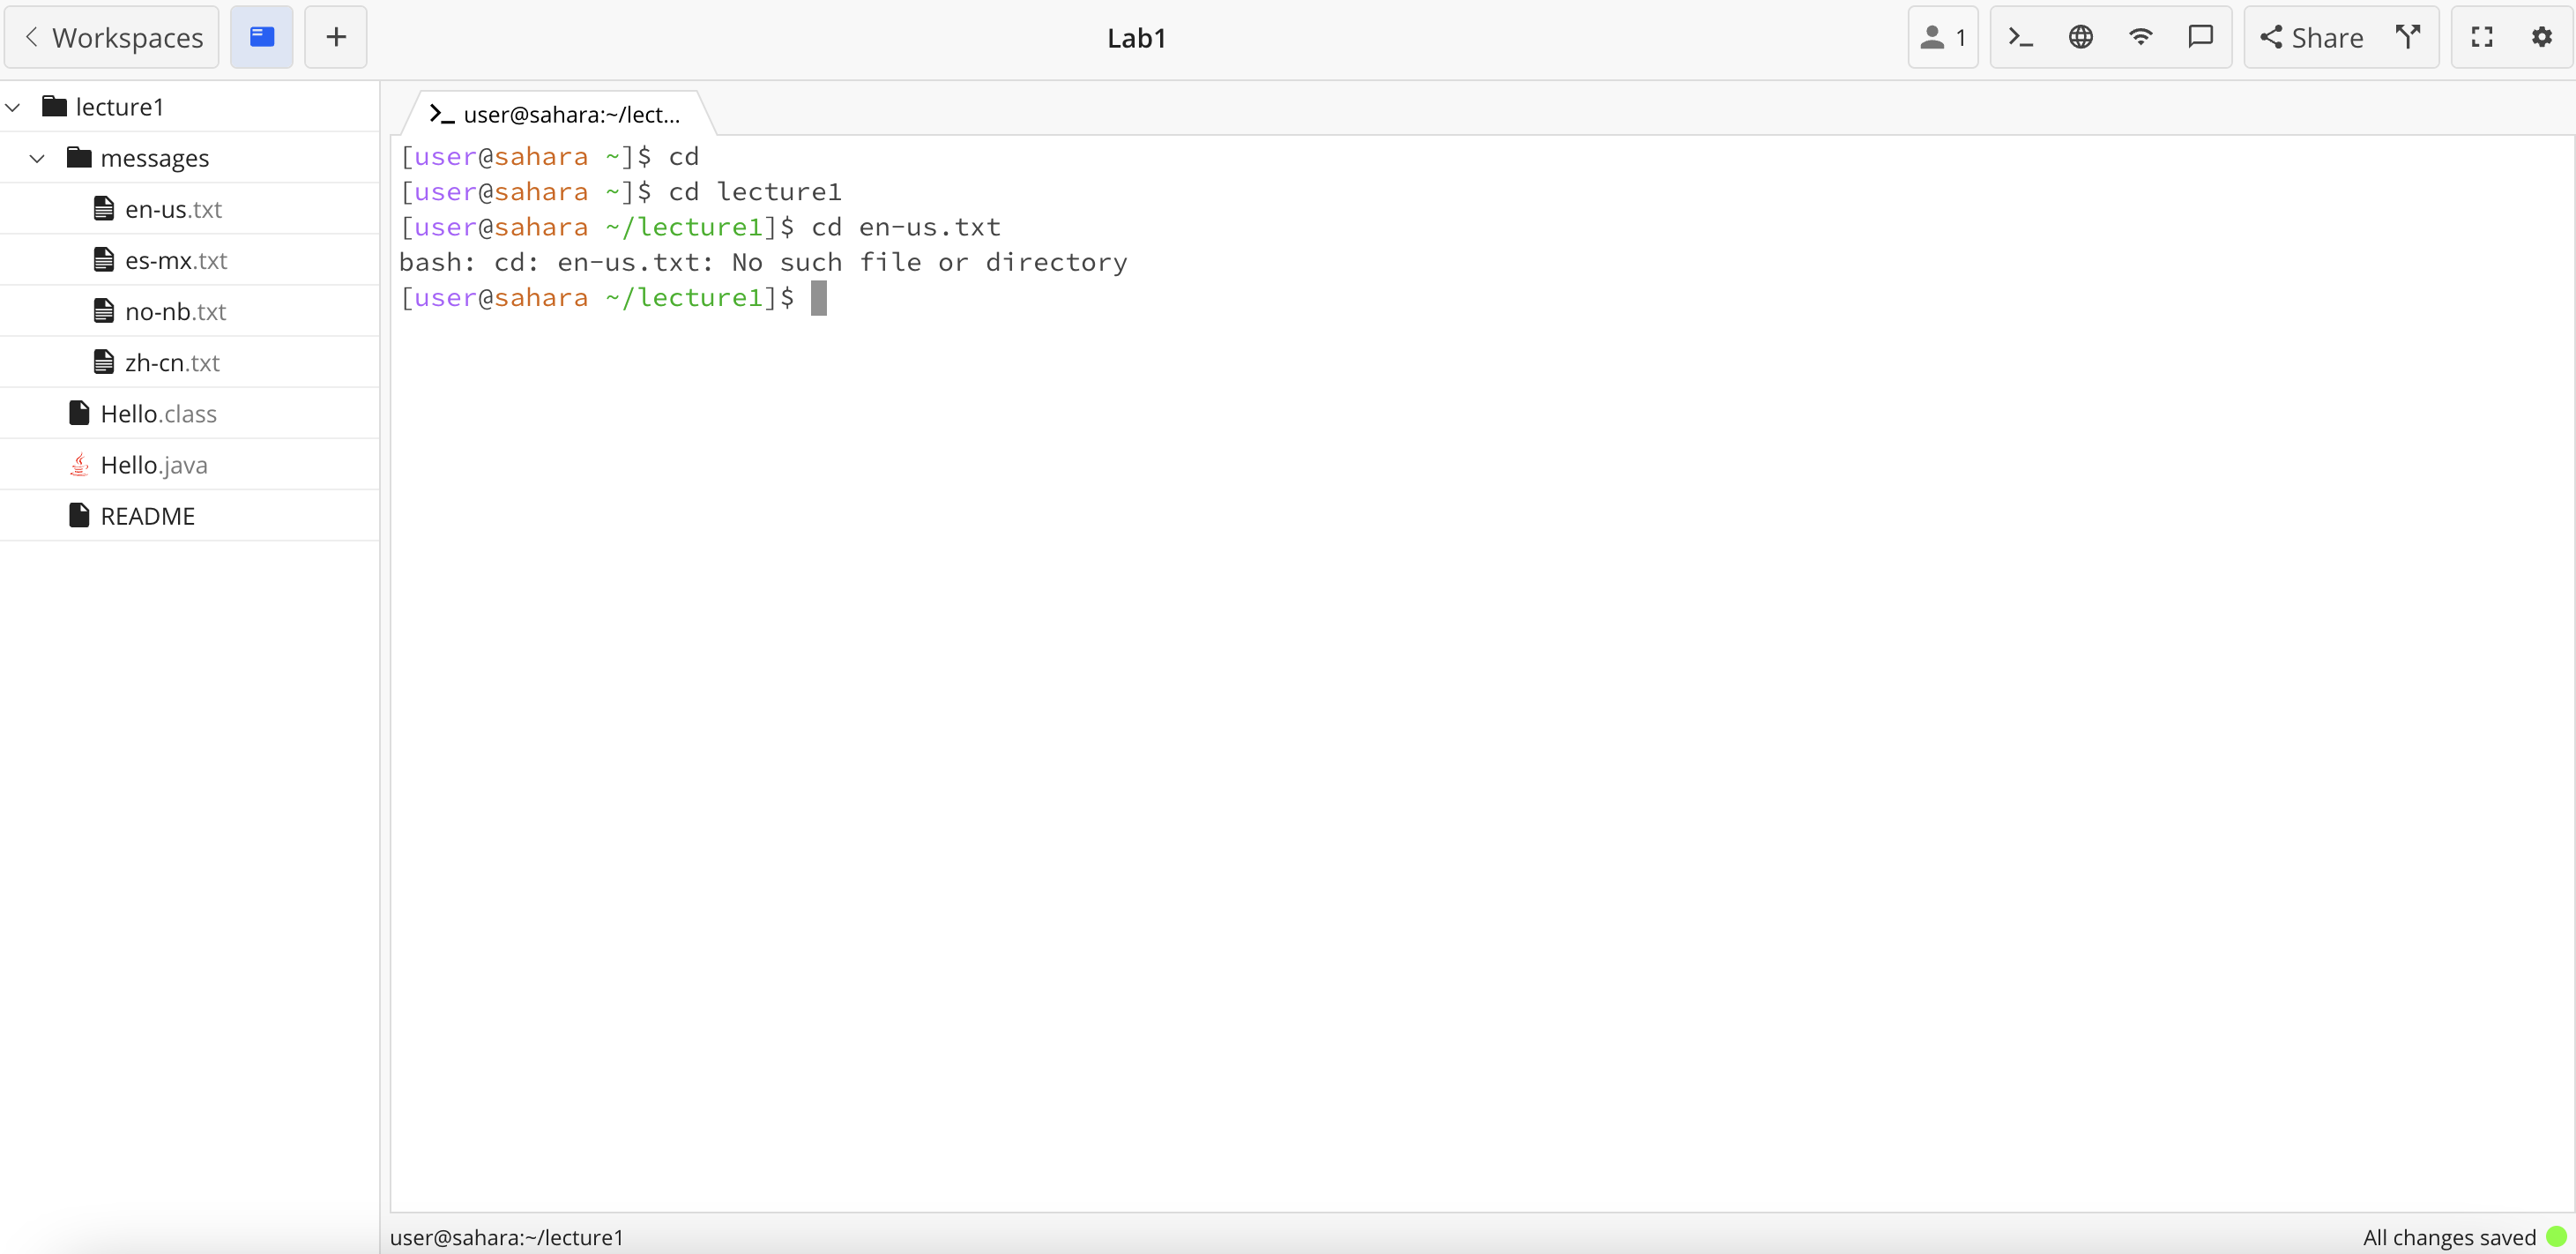 Workspaces
Lab1
1
Share
lecture1
messages
en-us.txt
es-mx.txt
no-nb.txt
zh-cn.txt
Hello.class
Hello.java
README
user@sahara:~/lect...
[user@sahara ~]$ cd
[user@sahara ~]$ cd lecture1
[user@sahara ~/lecture1]$ cd en-us.txt
bash: cd: en-us.txt: No such file or directory
[user@sahara ~/lecture1]$
user@sahara:~/lecture1
All changes saved